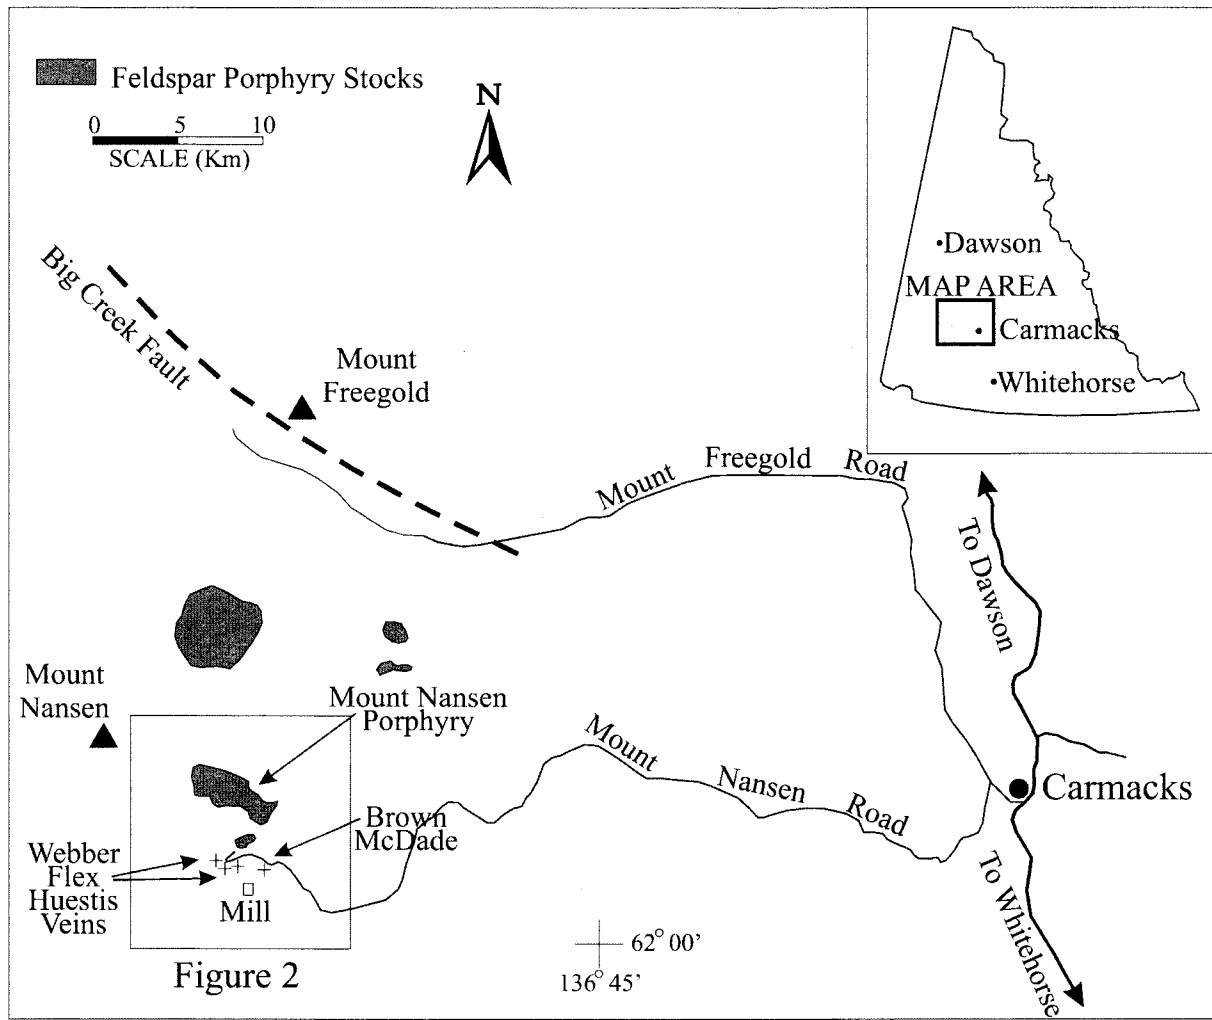 Feldspar Porphyry Stocks
0 5 10
SCALE (Km)
N
Dawson
MAP AREA
Carmacks
Whitehorse
Big Creek Fault
Mount
Freegold
Mount Freegold Road
To Dawson
Mount
Nansen
Mount Nansen
Porphyry
Mount Nansen Road
Carmacks
Brown
McDade
Webber
Flex
Huestis
Veins
Mill
To Whitehorse
62° 00'
136° 45'
Figure 2